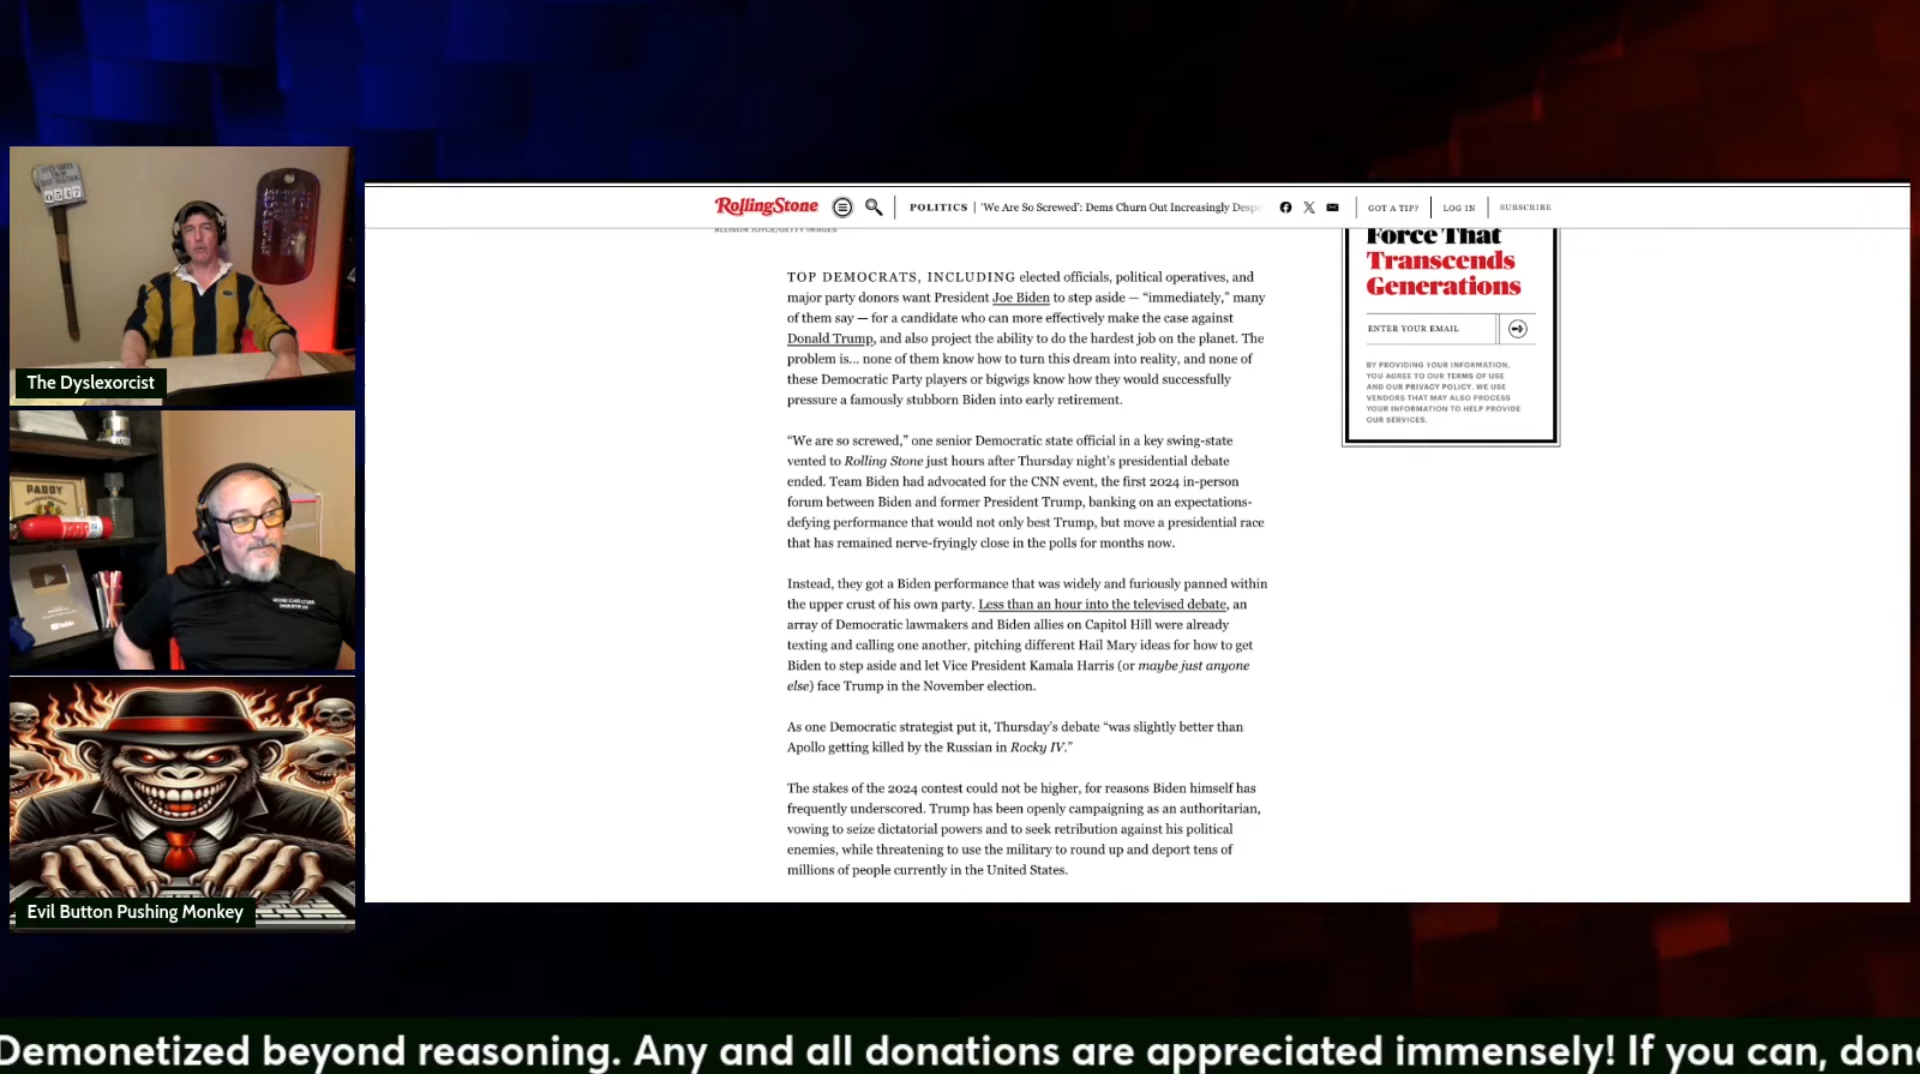 RollingStone
POLITICS | 'We Are So Screwed': Dems Churn Out Increasingly Despe
GOT A TIP?
LOG IN
SUBSCRIBE
ALLISON JOYCE/GETTY IMAGES
TOP DEMOCRATS, INCLUDING elected officials, political operatives, and
major party donors want President Joe Biden to step aside — “immediately,” many
of them say — for a candidate who can more effectively make the case against
Donald Trump, and also project the ability to do the hardest job on the planet. The
problem is... none of them know how to turn this dream into reality, and none of
these Democratic Party players or bigwigs know how they would successfully
pressure a famously stubborn Biden into early retirement.
“We are so screwed,” one senior Democratic state official in a key swing-state
vented to Rolling Stone just hours after Thursday night’s presidential debate
ended. Team Biden had advocated for the CNN event, the first 2024 in-person
forum between Biden and former President Trump, banking on an expectations-
defying performance that would not only best Trump, but move a presidential race
that has remained nerve-fryingly close in the polls for months now.
Instead, they got a Biden performance that was widely and furiously panned within
the upper crust of his own party. Less than an hour into the televised debate, an
array of Democratic lawmakers and Biden allies on Capitol Hill were already
texting and calling one another, pitching different Hail Mary ideas for how to get
Biden to step aside and let Vice President Kamala Harris (or maybe just anyone
else) face Trump in the November election.
As one Democratic strategist put it, Thursday’s debate “was slightly better than
Apollo getting killed by the Russian in Rocky IV.”
The stakes of the 2024 contest could not be higher, for reasons Biden himself has
frequently underscored. Trump has been openly campaigning as an authoritarian,
vowing to seize dictatorial powers and to seek retribution against his political
enemies, while threatening to use the military to round up and deport tens of
millions of people currently in the United States.
Force That
Transcends
Generations
ENTER YOUR EMAIL
BY PROVIDING YOUR INFORMATION,
YOU AGREE TO OUR TERMS OF USE
AND OUR PRIVACY POLICY. WE USE
VENDORS THAT MAY ALSO PROCESS
YOUR INFORMATION TO HELP PROVIDE
OUR SERVICES.
The Dyslexorcist
PABBY
YouTube
Evil Button Pushing Monkey
Demonetized beyond reasoning. Any and all donations are appreciated immensely! If you can, dona